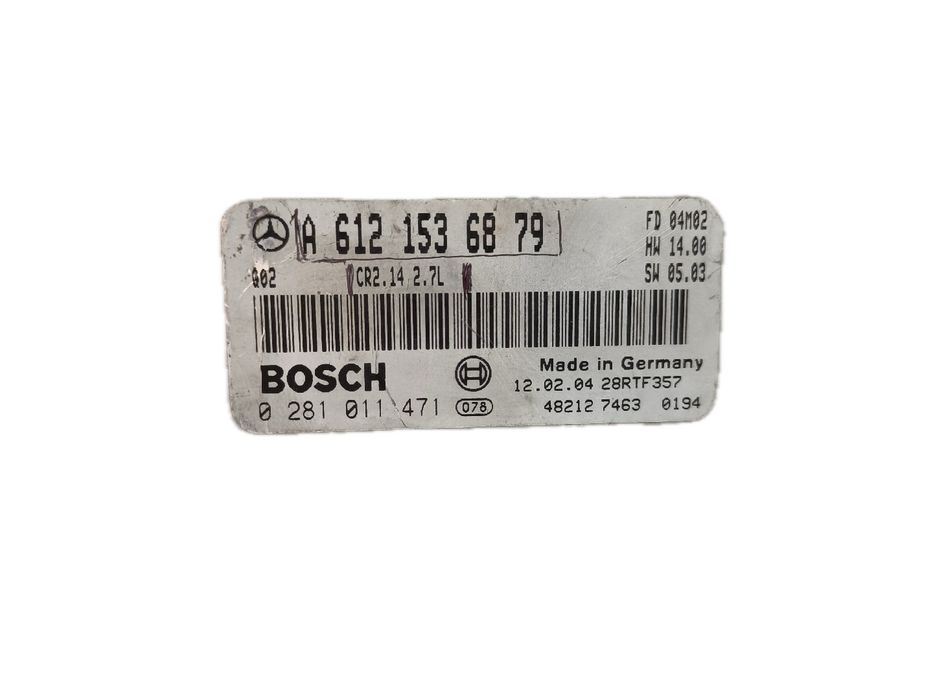 A 612 153 68 79
FD 04M02
HW 14.00
Q02 CR2.14 2.7L SW 05.03
BOSCH Made in Germany
12.02.04 28RTF357
0 281 011 471 078 48212 7463 0194